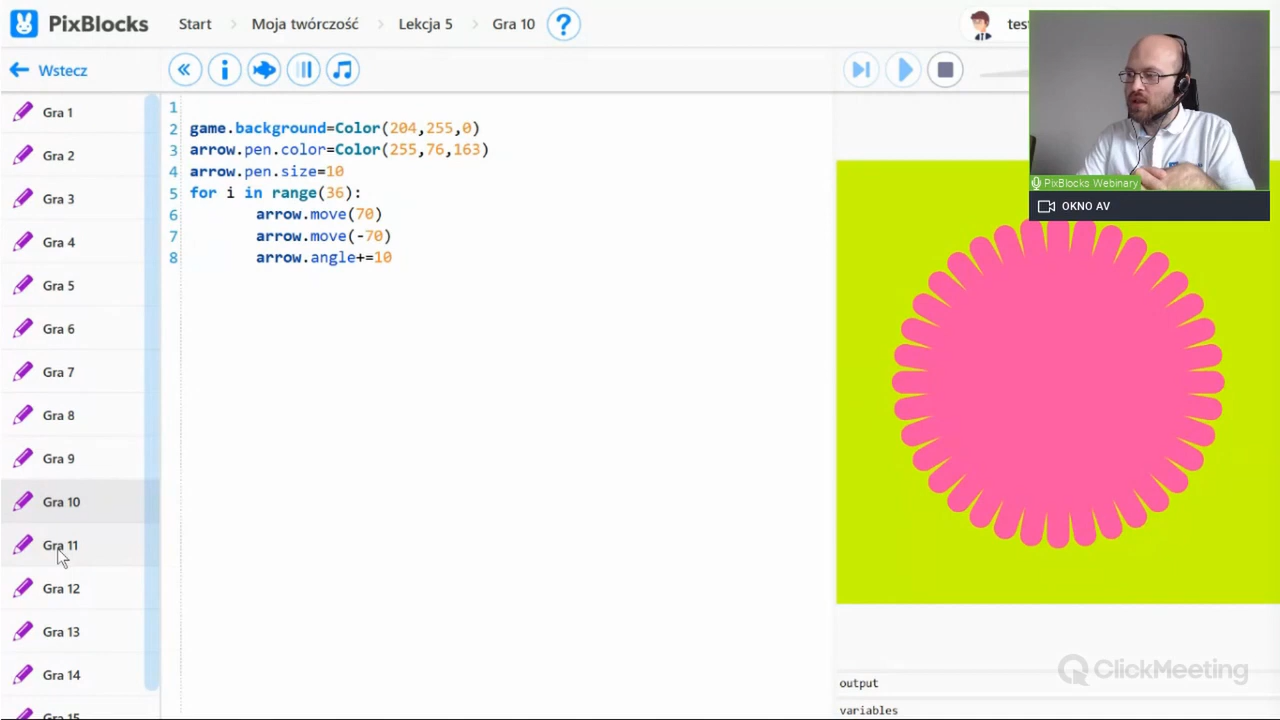 PixBlocks Start Moja twórczość Lekcja 5 Gra 10 ? test
Wstecz
Gra 1
Gra 2
Gra 3
Gra 4
Gra 5
Gra 6
Gra 7
Gra 8
Gra 9
Gra 10
Gra 11
Gra 12
Gra 13
Gra 14
Gra 15
1
2 game.background=Color(204,255,0)
3 arrow.pen.color=Color(255,76,163)
4 arrow.pen.size=10
5 for i in range(36):
6 arrow.move(70)
7 arrow.move(-70)
8 arrow.angle+=10
PixBlocks Webinary
OKNO AV
ClickMeeting
output
variables